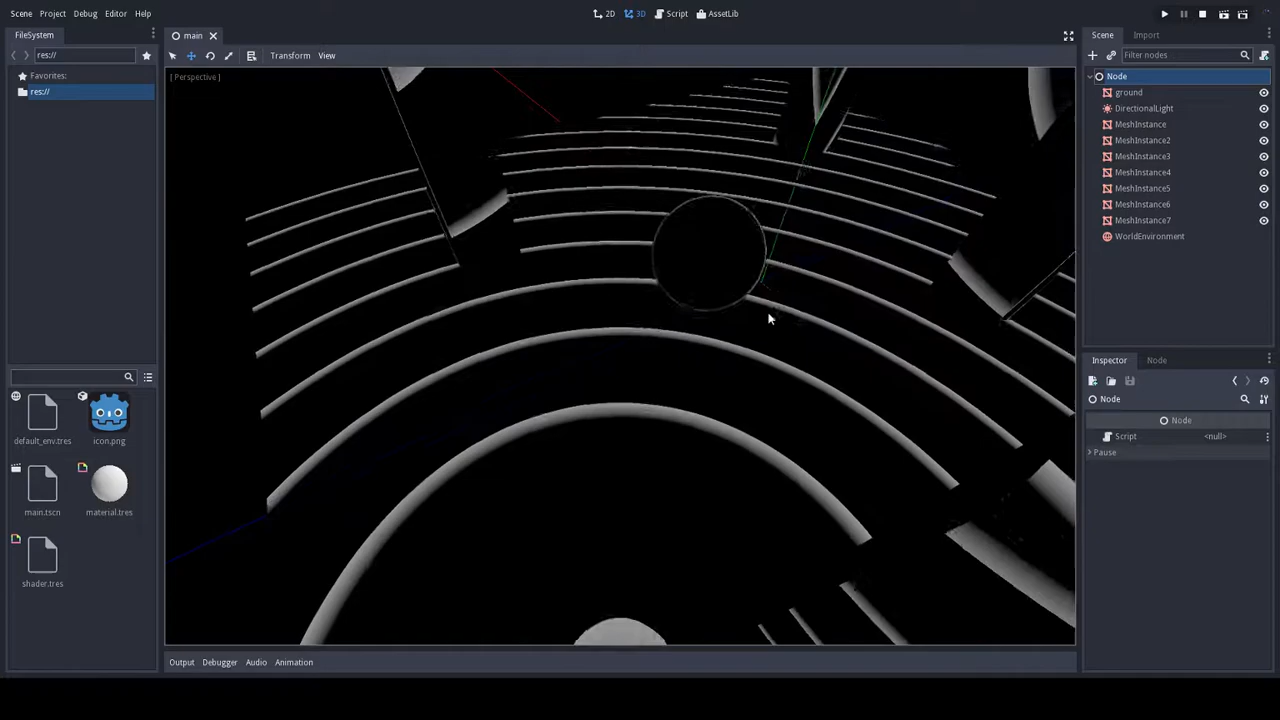 Scene Project Debug Editor Help
2D 3D Script AssetLib
FileSystem
res://
Favorites:
res://
default_env.tres icon.png
main.tscn material.tres
shader.tres
main
Transform View
[ Perspective ]
Output Debugger Audio Animation
Scene Import
Filter nodes
Node
ground
DirectionalLight
MeshInstance
MeshInstance2
MeshInstance3
MeshInstance4
MeshInstance5
MeshInstance6
MeshInstance7
WorldEnvironment
Inspector Node
Node
Node
Script <null>
Pause